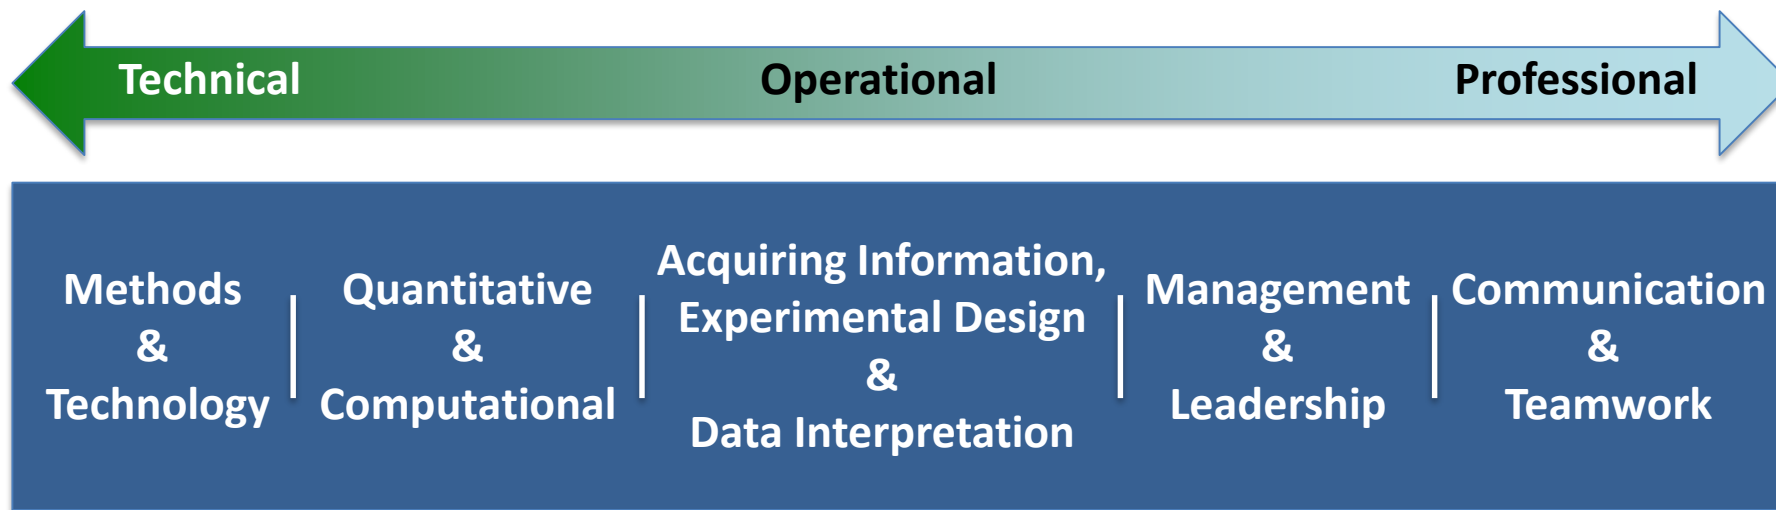 Technical Operational Professional
Methods
&
Technology
Quantitative
&
Computational
Acquiring Information,
Experimental Design
&
Data Interpretation
Management
&
Leadership
Communication
&
Teamwork